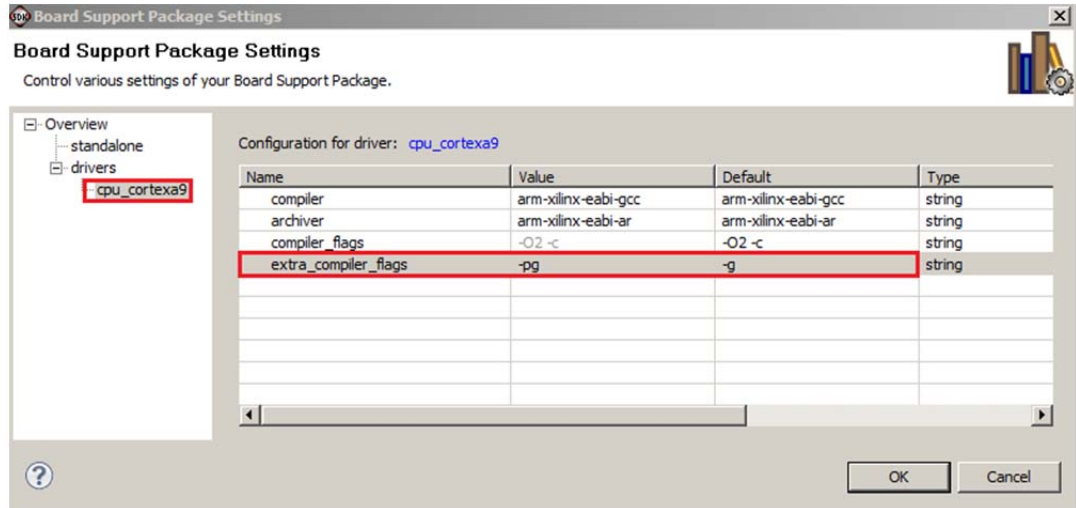 SDK Board Support Package Settings
Board Support Package Settings
Control various settings of your Board Support Package.
Overview
standalone
drivers
cpu_cortexa9
Configuration for driver: cpu_cortexa9
Name Value Default Type
compiler arm-xilinx-eabi-gcc arm-xilinx-eabi-gcc string
archiver arm-xilinx-eabi-ar arm-xilinx-eabi-ar string
compiler_flags -O2 -c -O2 -c string
extra_compiler_flags -pg -g string
?
OK Cancel